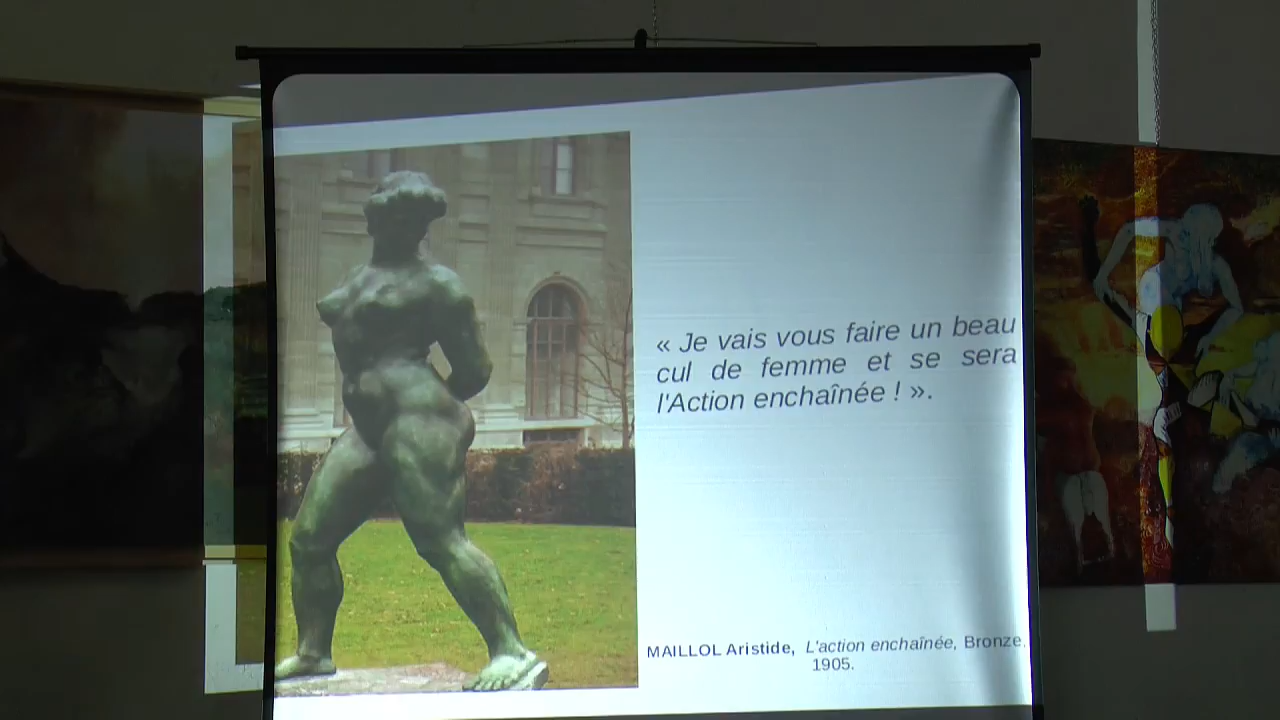 « Je vais vous faire un beau
cul de femme et se sera
l'Action enchaînée ! ».
MAILLOL Aristide, L'action enchaînée, Bronze,
1905.